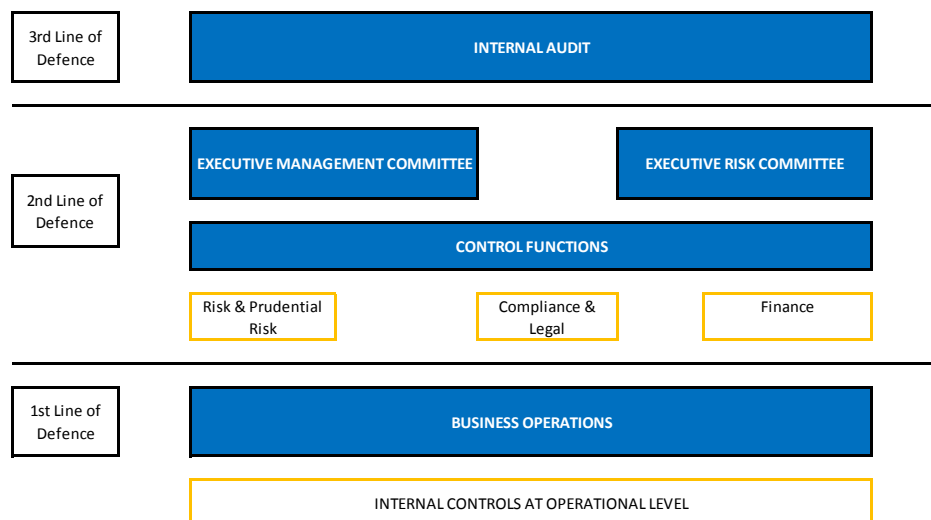 3rd Line of
Defence
INTERNAL AUDIT
2nd Line of
Defence
EXECUTIVE MANAGEMENT COMMITTEE
EXECUTIVE RISK COMMITTEE
CONTROL FUNCTIONS
Risk & Prudential
Risk
Compliance &
Legal
Finance
1st Line of
Defence
BUSINESS OPERATIONS
INTERNAL CONTROLS AT OPERATIONAL LEVEL